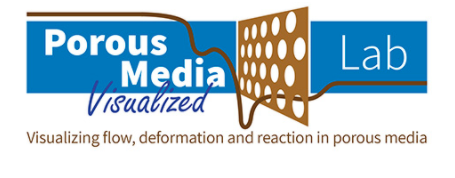 Porous
Media Lab
Visualized
Visualizing flow, deformation and reaction in porous media